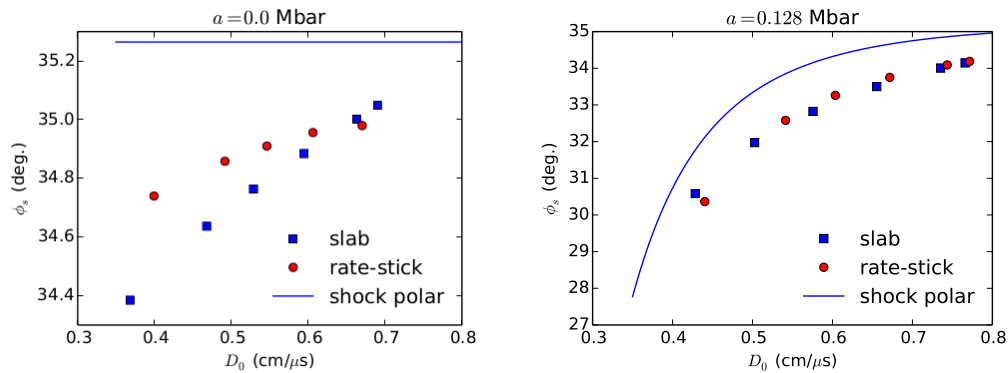 a = 0.0 Mbar
35.2
35.0
34.8
34.6
34.4
ϕs (deg.)
slab
rate-stick
shock polar
0.3 0.4 0.5 0.6 0.7 0.8
D0 (cm/μs)
a = 0.128 Mbar
35
34
33
32
31
30
29
28
27
ϕs (deg.)
slab
rate-stick
shock polar
0.3 0.4 0.5 0.6 0.7 0.8
D0 (cm/μs)